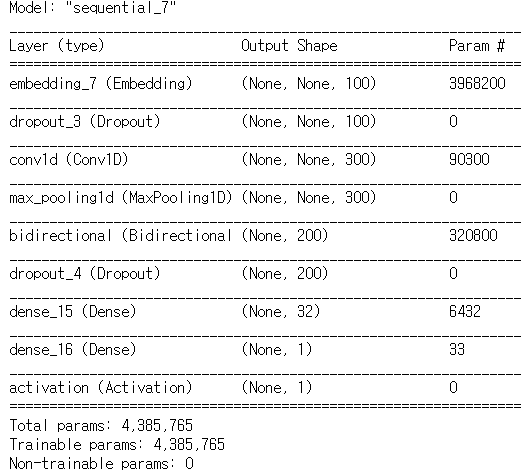 Model: "sequential_7"
_________________________________________________________________
Layer (type)                 Output Shape              Param #
=================================================================
embedding_7 (Embedding)      (None, None, 100)         3968200
_________________________________________________________________
dropout_3 (Dropout)          (None, None, 100)         0
_________________________________________________________________
conv1d (Conv1D)              (None, None, 300)         90300
_________________________________________________________________
max_pooling1d (MaxPooling1D) (None, None, 300)         0
_________________________________________________________________
bidirectional (Bidirectional (None, 200)               320800
_________________________________________________________________
dropout_4 (Dropout)          (None, 200)               0
_________________________________________________________________
dense_15 (Dense)             (None, 32)                6432
_________________________________________________________________
dense_16 (Dense)             (None, 1)                 33
_________________________________________________________________
activation (Activation)      (None, 1)                 0
=================================================================
Total params: 4,385,765
Trainable params: 4,385,765
Non-trainable params: 0